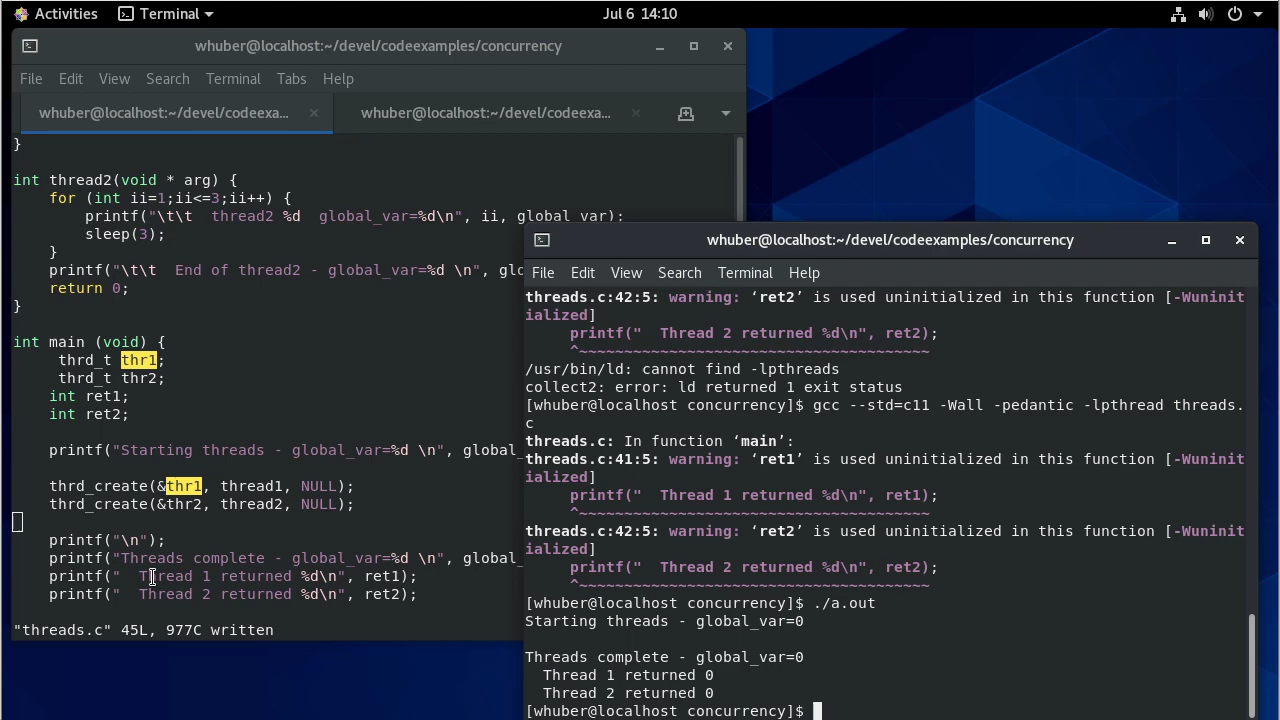 Activities Terminal Jul 6 14:10
whuber@localhost:~/devel/codeexamples/concurrency
File Edit View Search Terminal Tabs Help
whuber@localhost:~/devel/codeexa... × whuber@localhost:~/devel/codeexa... ×
}
int thread2(void * arg) {
    for (int ii=1;ii<=3;ii++) {
        printf("\t\t  thread2 %d  global_var=%d\n", ii, global_var);
        sleep(3);
    }
    printf("\t\t  End of thread2 - global_var=%d \n", glo
    return 0;
}
int main (void) {
     thrd_t thr1;
     thrd_t thr2;
    int ret1;
    int ret2;
    printf("Starting threads - global_var=%d \n", global_
    thrd_create(&thr1, thread1, NULL);
    thrd_create(&thr2, thread2, NULL);
    printf("\n");
    printf("Threads complete - global_var=%d \n", global_
    printf("  Thread 1 returned %d\n", ret1);
    printf("  Thread 2 returned %d\n", ret2);
"threads.c" 45L, 977C written
whuber@localhost:~/devel/codeexamples/concurrency
File Edit View Search Terminal Help
threads.c:42:5: warning: ‘ret2’ is used uninitialized in this function [-Wuninit
ialized]
     printf("  Thread 2 returned %d\n", ret2);
     ^~~~~~~~~~~~~~~~~~~~~~~~~~~~~~~~~~~~~~~~
/usr/bin/ld: cannot find -lpthreads
collect2: error: ld returned 1 exit status
[whuber@localhost concurrency]$ gcc --std=c11 -Wall -pedantic -lpthread threads.
c
threads.c: In function ‘main’:
threads.c:41:5: warning: ‘ret1’ is used uninitialized in this function [-Wuninit
ialized]
     printf("  Thread 1 returned %d\n", ret1);
     ^~~~~~~~~~~~~~~~~~~~~~~~~~~~~~~~~~~~~~~~
threads.c:42:5: warning: ‘ret2’ is used uninitialized in this function [-Wuninit
ialized]
     printf("  Thread 2 returned %d\n", ret2);
     ^~~~~~~~~~~~~~~~~~~~~~~~~~~~~~~~~~~~~~~~
[whuber@localhost concurrency]$ ./a.out
Starting threads - global_var=0
Threads complete - global_var=0
  Thread 1 returned 0
  Thread 2 returned 0
[whuber@localhost concurrency]$